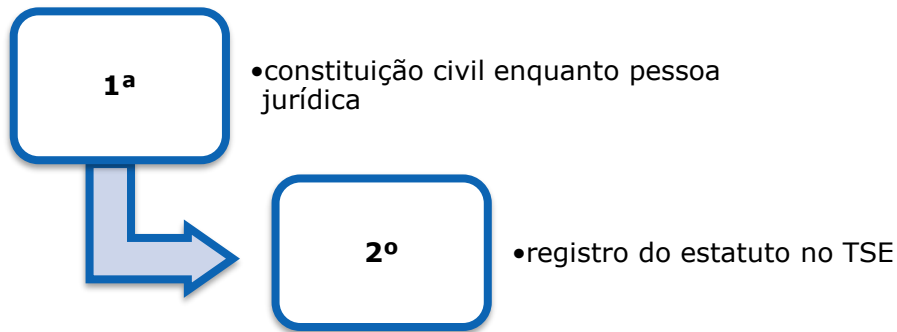 1ª
•constituição civil enquanto pessoa
jurídica
2º
•registro do estatuto no TSE